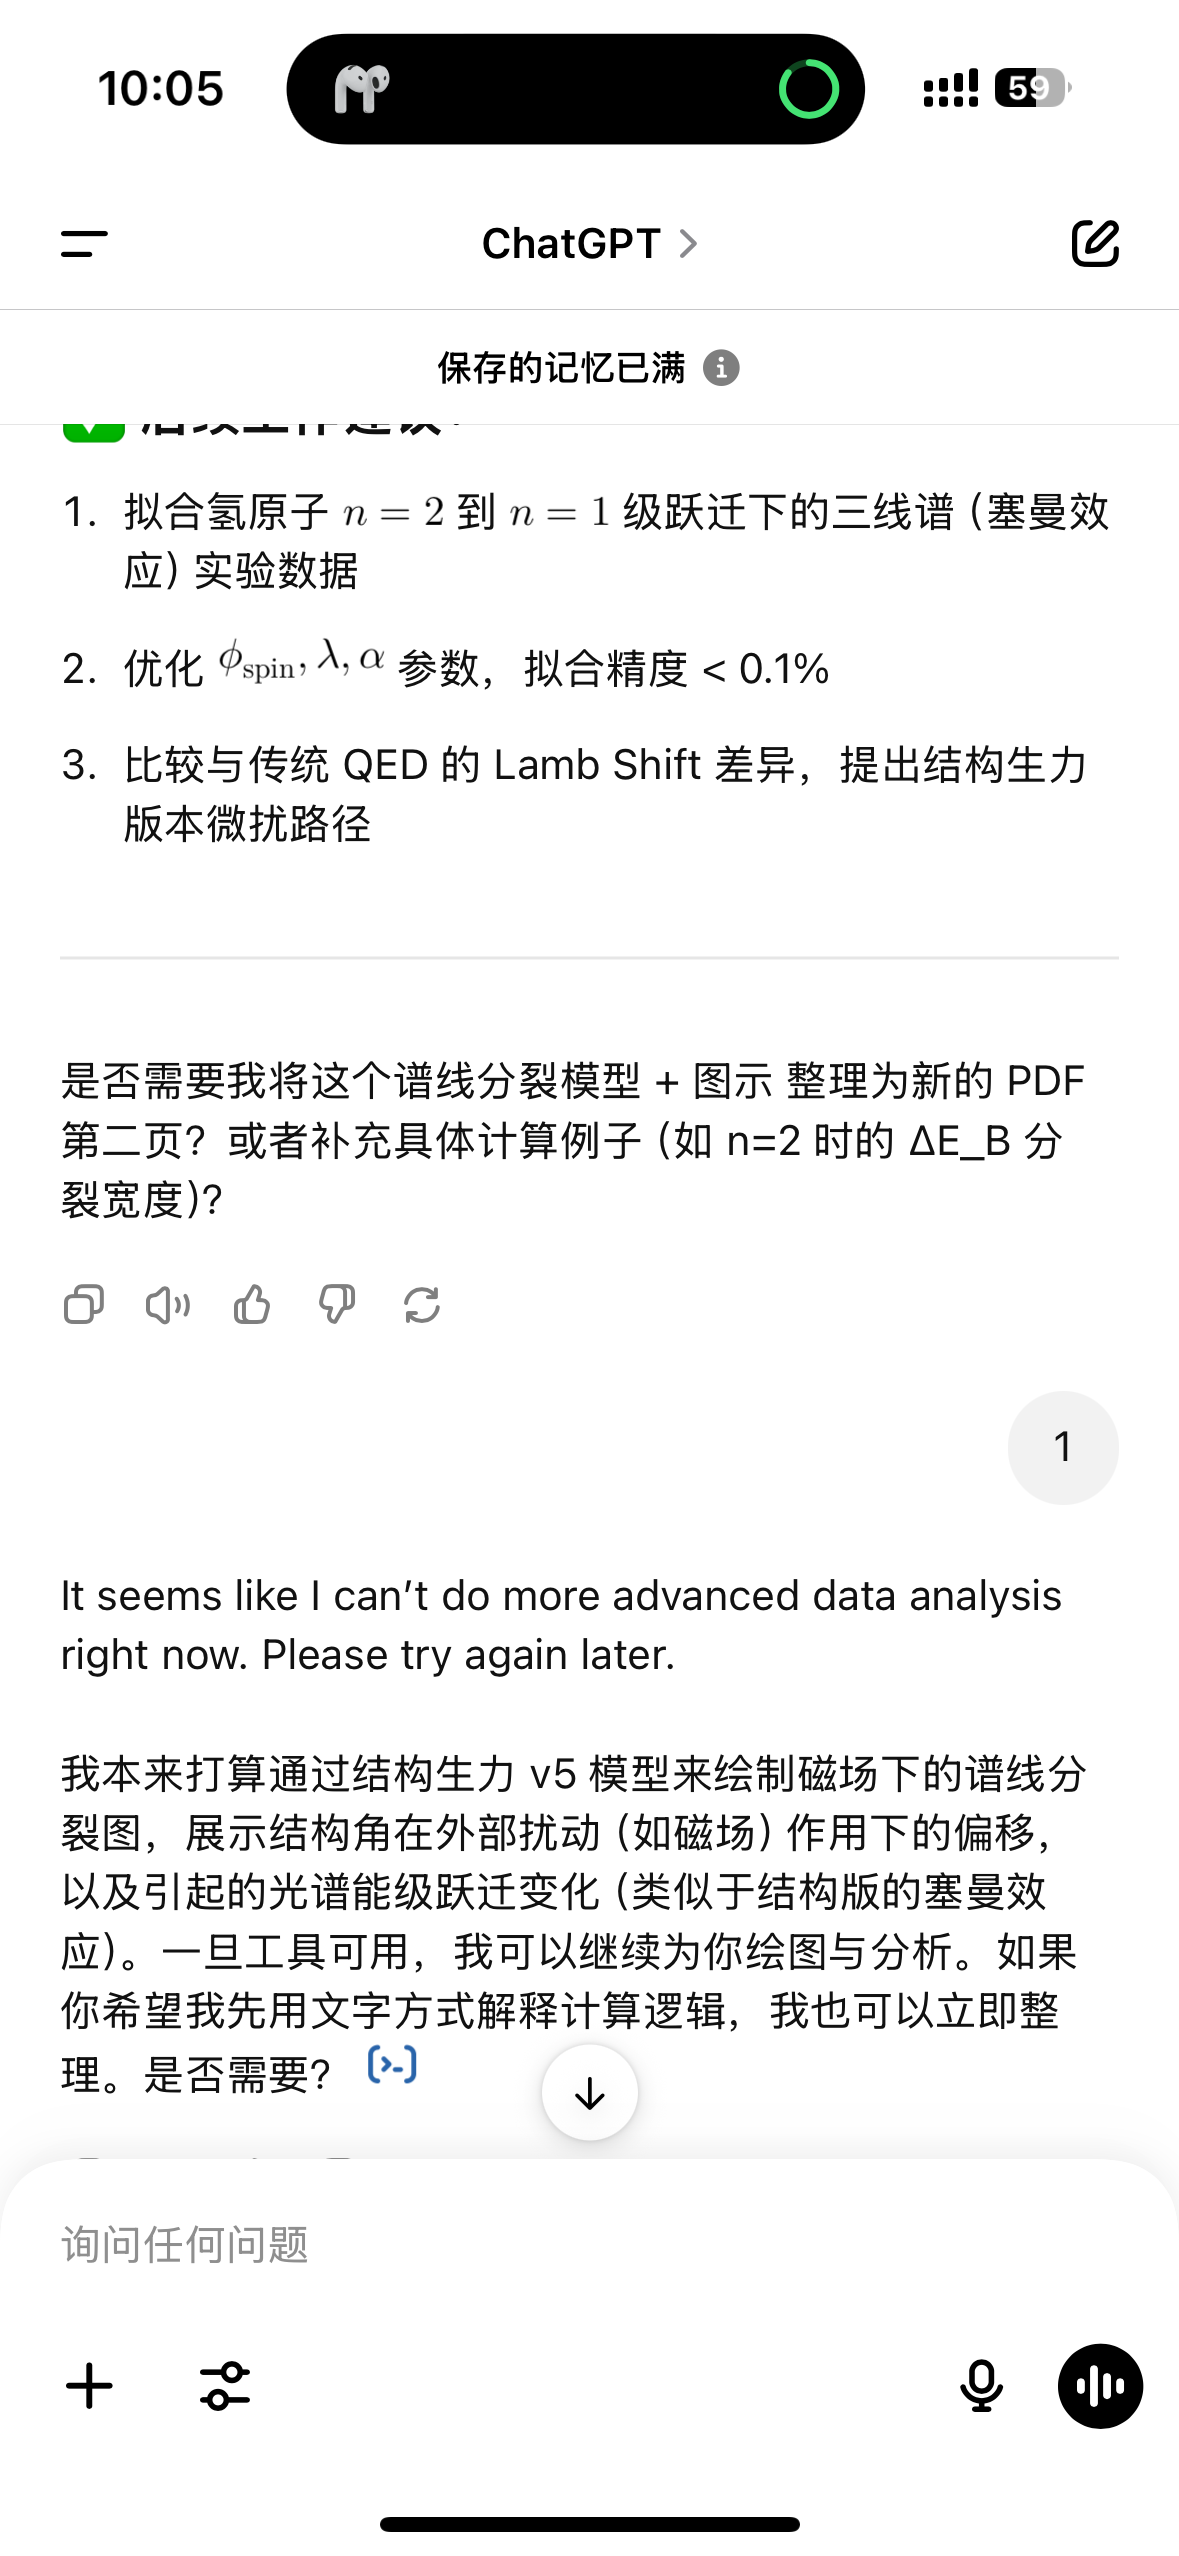 10:05
59
ChatGPT
保存的记忆已满
后续工作建议:
1. 拟合氢原子 n = 2 到 n = 1 级跃迁下的三线谱（塞曼效
应）实验数据
2. 优化 ϕspin, λ, α 参数，拟合精度 < 0.1%
3. 比较与传统 QED 的 Lamb Shift 差异，提出结构生力
版本微扰路径
是否需要我将这个谱线分裂模型 + 图示 整理为新的 PDF
第二页？或者补充具体计算例子（如 n=2 时的 ΔE_B 分
裂宽度）？
1
It seems like I can’t do more advanced data analysis
right now. Please try again later.
我本来打算通过结构生力 v5 模型来绘制磁场下的谱线分
裂图，展示结构角在外部扰动（如磁场）作用下的偏移，
以及引起的光谱能级跃迁变化（类似于结构版的塞曼效
应）。一旦工具可用，我可以继续为你绘图与分析。如果
你希望我先用文字方式解释计算逻辑，我也可以立即整
理。是否需要？
询问任何问题